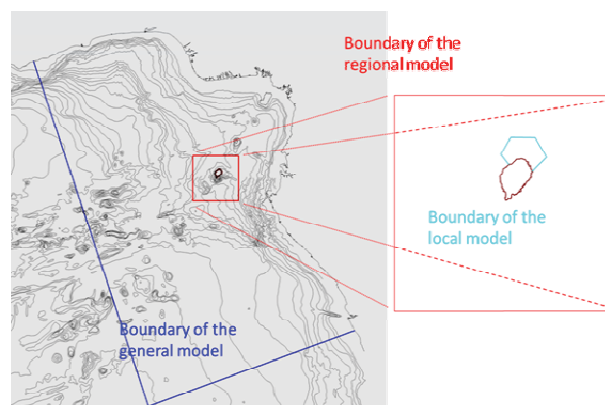 Boundary of the
regional model
Boundary of the
local model
Boundary of the
general model